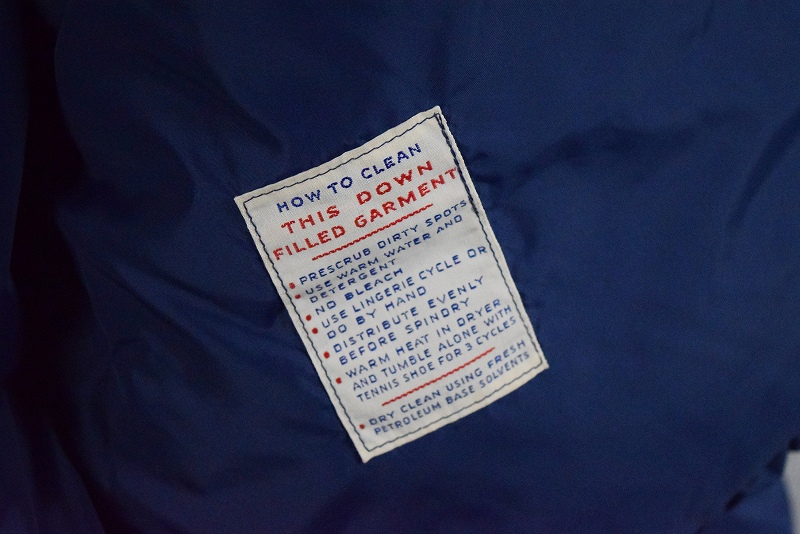 HOW TO CLEAN
THIS DOWN
FILLED GARMENT
• PRESCRUB DIRTY SPOTS
• USE WARM WATER AND
DETERGENT
• NO BLEACH
• USE LINGERIE CYCLE OR
DO BY HAND
• DISTRIBUTE EVENLY
BEFORE SPINDRY
• WARM HEAT IN DRYER
AND TUMBLE ALONE WITH
TENNIS SHOE FOR 3 CYCLES
• DRY CLEAN USING FRESH
PETROLEUM BASE SOLVENTS